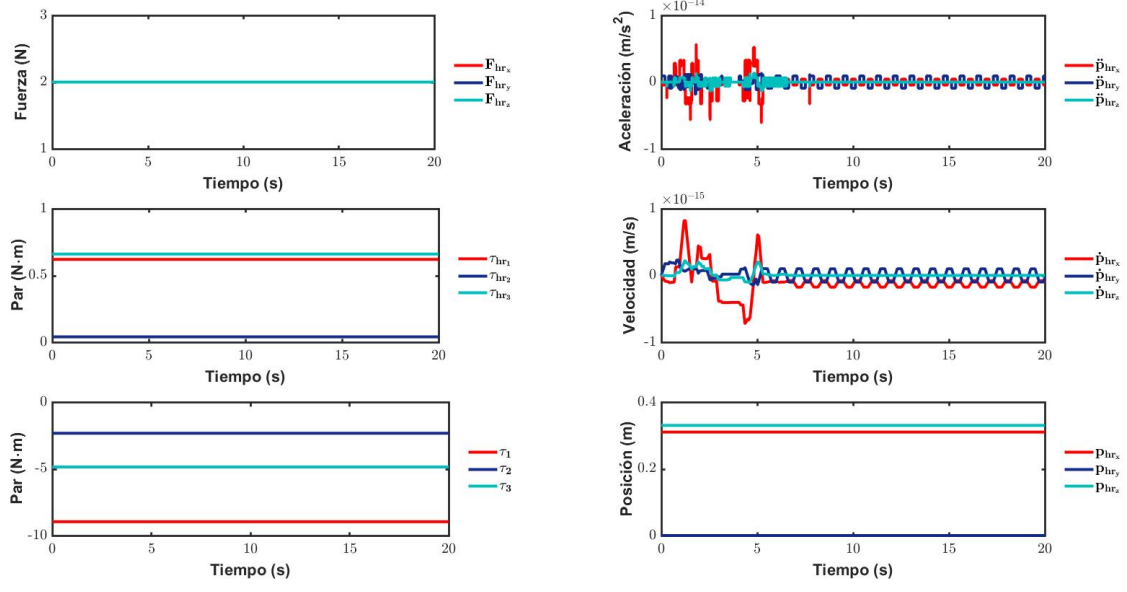 3
2
1
Fuerza (N)
0 5 10 15 20
Tiempo (s)
F_hr_x
F_hr_y
F_hr_z
×10⁻¹⁴
1
0
-1
Aceleración (m/s²)
0 5 10 15 20
Tiempo (s)
p̈_hr_x
p̈_hr_y
p̈_hr_z
1
0.5
0
Par (N·m)
0 5 10 15 20
Tiempo (s)
τ_hr_1
τ_hr_2
τ_hr_3
×10⁻¹⁵
1
0
-1
Velocidad (m/s)
0 5 10 15 20
Tiempo (s)
ṗ_hr_x
ṗ_hr_y
ṗ_hr_z
0
-5
-10
Par (N·m)
0 5 10 15 20
Tiempo (s)
τ_1
τ_2
τ_3
0.4
0.2
0
Posición (m)
0 5 10 15 20
Tiempo (s)
p_hr_x
p_hr_y
p_hr_z